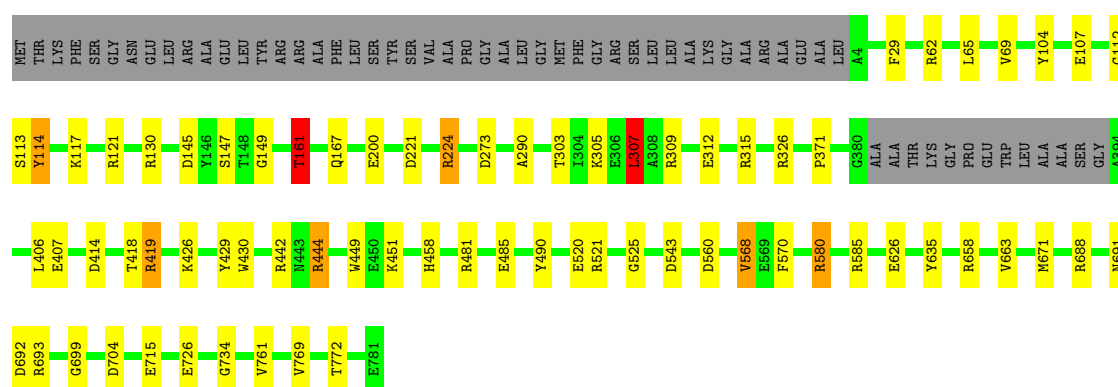 MET THR LYS PHE SER GLY ASN GLU LEU ARG ALA GLU LEU TYR ARG ARG ALA PHE LEU SER TYR SER VAL ALA PRO GLY ALA LEU GLY MET PHE GLY ARG SER LEU LEU ALA LYS GLY ALA ARG ALA GLU ALA LEU A4 F29 R62 L65 V69 Y104 E107
S113 Y114 K117 R121 R130 D145 Y146 S147 T148 G149 T161 Q167 E200 D221 R224 D273 A290 T303 I304 K305 E306 L307 A308 R309 E312 R315 R326 P371 G380 ALA ALA THR LYS GLY PRO GLU TRP LEU ALA ALA SER GLY A394
L406 E407 D414 T418 R419 K426 Y429 W430 R442 N443 R444 W449 E450 K451 H458 R481 E485 Y490 E520 R521 G525 D543 D560 V568 E569 F570 R580 R585 E626 Y635 R658 V663 M671 R688 N691
D692 R693 G699 D704 E715 E726 G734 V761 V769 T772 E781